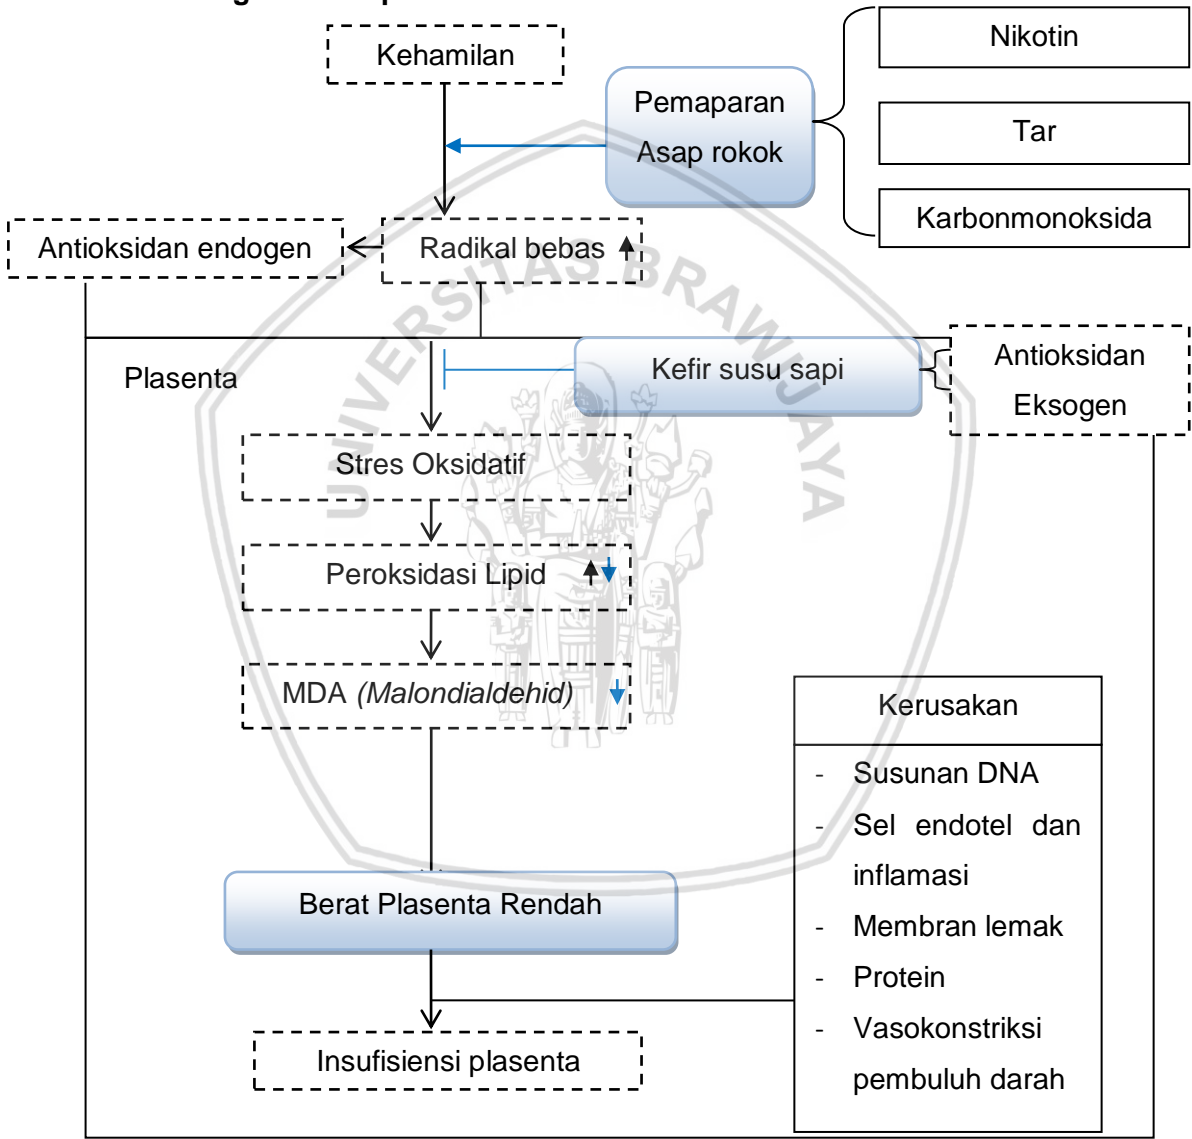 Kehamilan
Nikotin
Pemaparan
Asap rokok
Tar
Karbonmonoksida
Antioksidan endogen
Radikal bebas
UNIVERSITAS BRAWIJAYA
Plasenta
Kefir susu sapi
Antioksidan
Eksogen
Stres Oksidatif
Peroksidasi Lipid
MDA (Malondialdehid)
Kerusakan
- Susunan DNA
- Sel endotel dan
inflamasi
- Membran lemak
- Protein
- Vasokonstriksi
pembuluh darah
Berat Plasenta Rendah
Insufisiensi plasenta